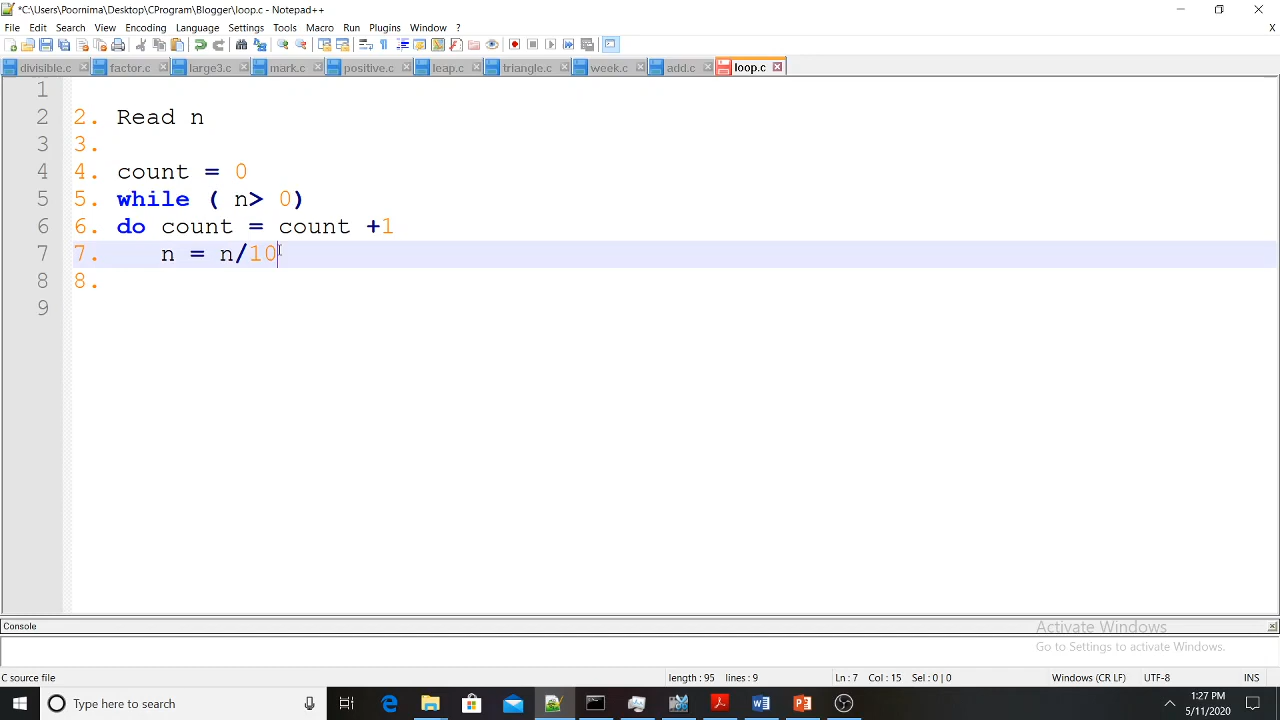 *C:\Users\Poornima\Desktop\CProgram\Blogger\loop.c - Notepad++
File Edit Search View Encoding Language Settings Tools Macro Run Plugins Window ? X
divisible.c factor.c large3.c mark.c positive.c leap.c triangle.c week.c add.c loop.c
1
2 2. Read n
3 3.
4 4. count = 0
5 5. while ( n> 0)
6 6. do count = count +1
7 7. n = n/10
8 8.
9
Console
Activate Windows
Go to Settings to activate Windows.
C source file length : 95 lines : 9 Ln : 7 Col : 15 Sel : 0 | 0 Windows (CR LF) UTF-8 INS
Type here to search
1:27 PM
5/11/2020